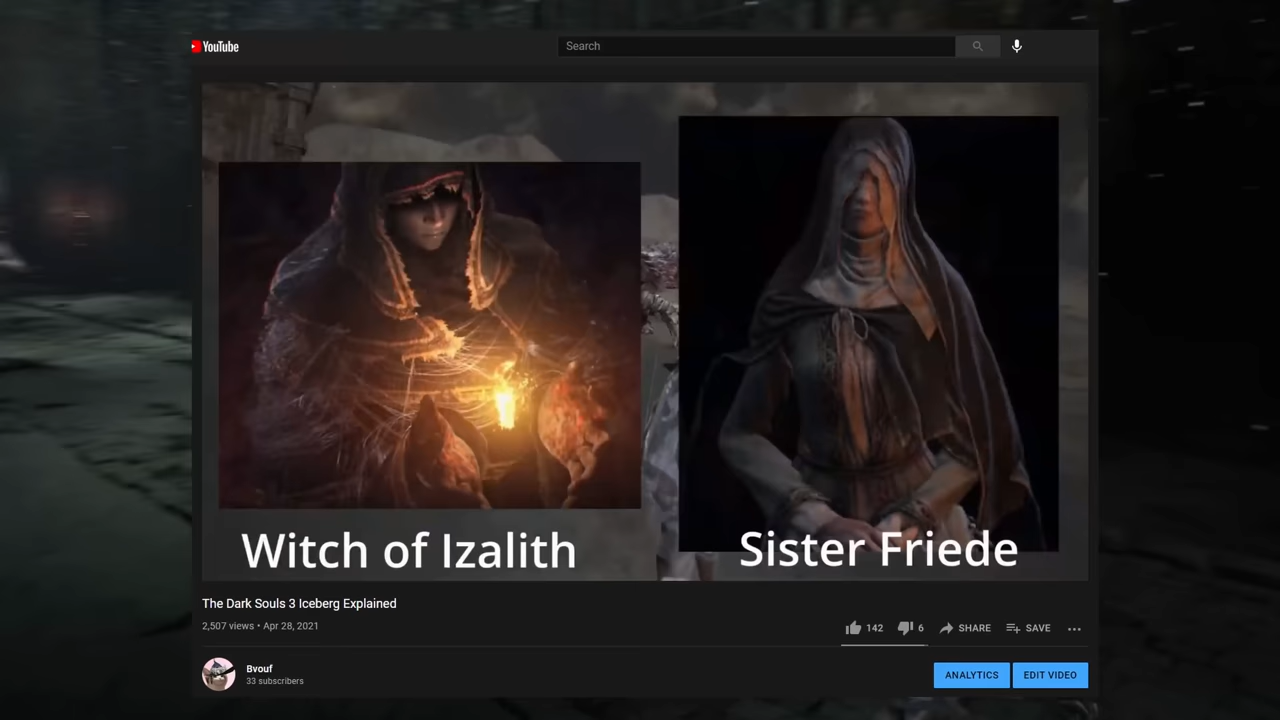 YouTube
Search
Witch of Izalith
Sister Friede
The Dark Souls 3 Iceberg Explained
2,507 views • Apr 28, 2021
142 6 SHARE SAVE
Bvouf
33 subscribers
ANALYTICS EDIT VIDEO